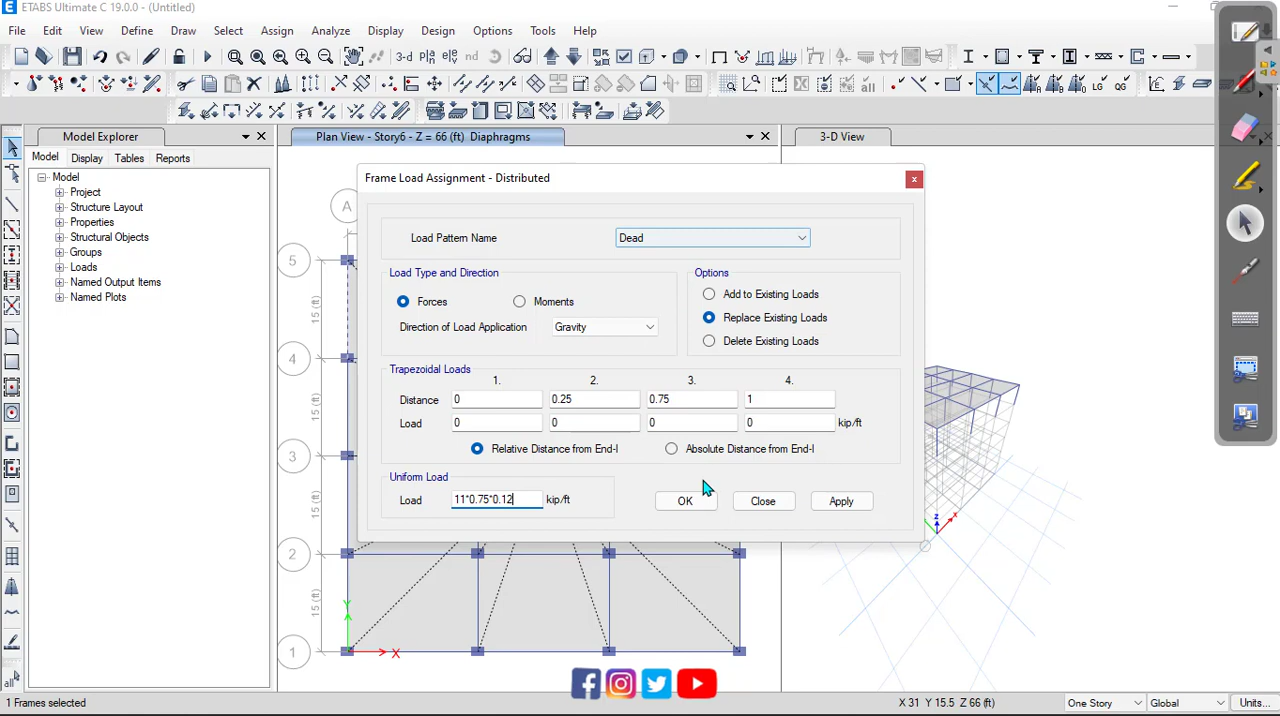 ETABS Ultimate C 19.0.0 - (Untitled)
File Edit View Define Draw Select Assign Analyze Display Design Options Tools Help
3-d
all
LG QG
Model Explorer
Plan View - Story6 - Z = 66 (ft) Diaphragms
3-D View
Model Display Tables Reports
Model
Project
Structure Layout
Properties
Structural Objects
Groups
Loads
Named Output Items
Named Plots
A
5
4
3
2
1
15 (ft)
15 (ft)
15 (ft)
15 (ft)
Y
X
z
x
Frame Load Assignment - Distributed
x
Load Pattern Name Dead
Load Type and Direction
Forces Moments
Direction of Load Application Gravity
Options
Add to Existing Loads
Replace Existing Loads
Delete Existing Loads
Trapezoidal Loads
1. 2. 3. 4.
Distance 0 0.25 0.75 1
Load 0 0 0 0 kip/ft
Relative Distance from End-I Absolute Distance from End-I
Uniform Load
Load 11*0.75*0.12 kip/ft
OK Close Apply
1 Frames selected
X 31 Y 15.5 Z 66 (ft)
One Story
Global
Units...